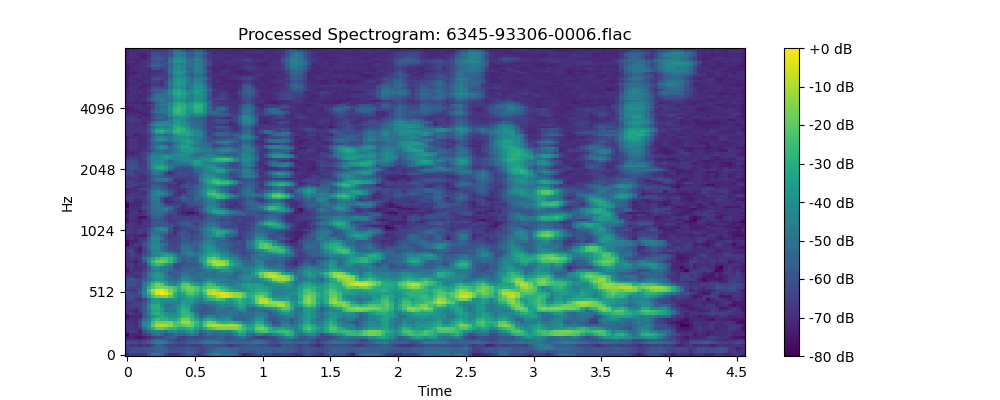 Processed Spectrogram: 6345-93306-0006.flac
Hz
4096
2048
1024
512
0
0 0.5 1 1.5 2 2.5 3 3.5 4 4.5
Time
+0 dB
-10 dB
-20 dB
-30 dB
-40 dB
-50 dB
-60 dB
-70 dB
-80 dB